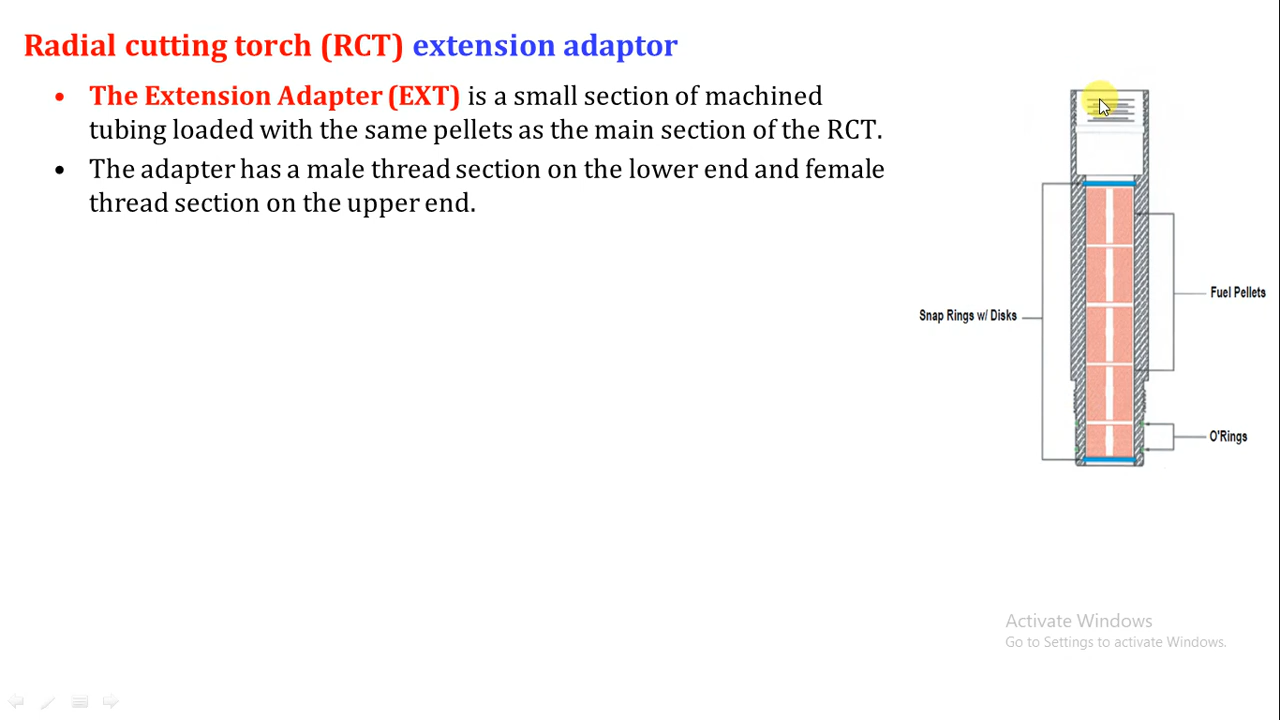 Radial cutting torch (RCT) extension adaptor
• The Extension Adapter (EXT) is a small section of machined
tubing loaded with the same pellets as the main section of the RCT.
• The adapter has a male thread section on the lower end and female
thread section on the upper end.
Fuel Pellets
Snap Rings w/ Disks
O'Rings
Activate Windows
Go to Settings to activate Windows.